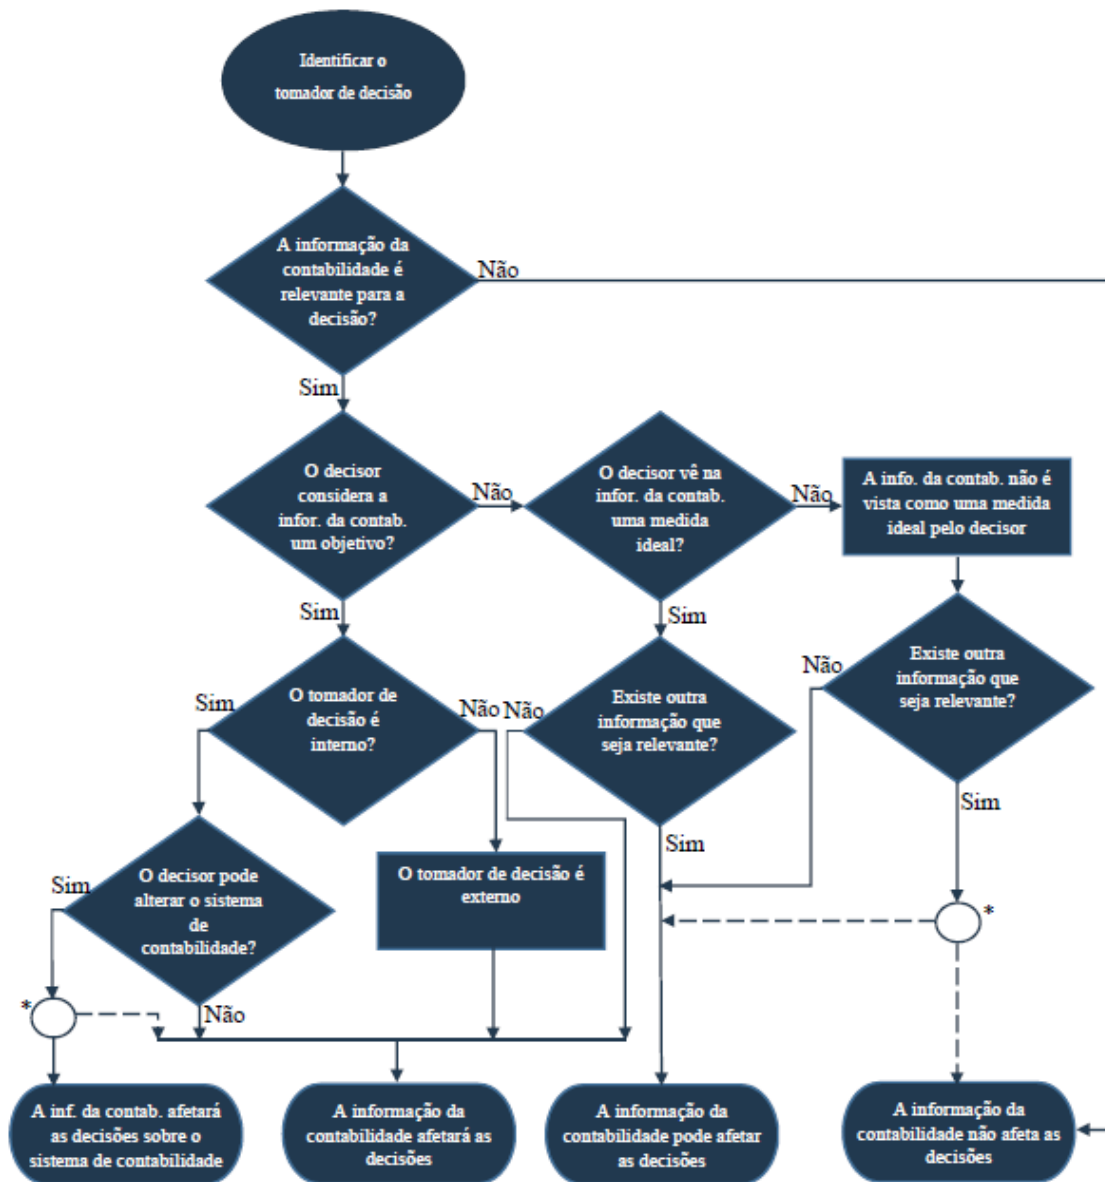 Identificar o
tomador de decisão
A informação da
contabilidade é
relevante para a
decisão?
Não
Sim
O decisor
considera a
infor. da contab.
um objetivo?
Não
O decisor vê na
infor. da contab.
uma medida
ideal?
Não
A info. da contab. não é
vista como uma medida
ideal pelo decisor
Sim
Sim
O tomador de
decisão é
interno?
Sim
Não
Não
Existe outra
informação que
seja relevante?
Não
Existe outra
informação que
seja relevante?
Sim
Sim
O decisor pode
alterar o sistema
de
contabilidade?
Sim
O tomador de decisão é
externo
*
*
Não
A inf. da contab. afetará
as decisões sobre o
sistema de contabilidade
A informação da
contabilidade afetará as
decisões
A informação da
contabilidade pode afetar
as decisões
A informação da
contabilidade não afeta as
decisões